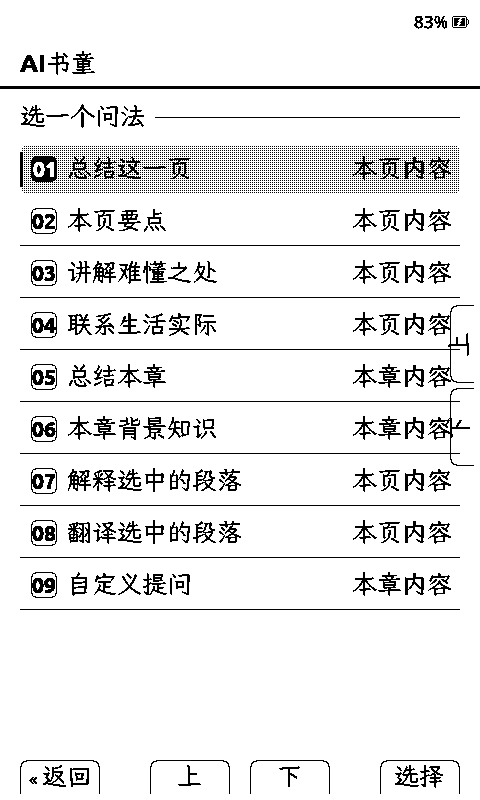 83%
AI书童
选一个问法
01 总结这一页 本页内容
02 本页要点 本页内容
03 讲解难懂之处 本页内容
04 联系生活实际 本页内容
上
05 总结本章 本章内容
06 本章背景知识 本章内容
下
07 解释选中的段落 本页内容
08 翻译选中的段落 本页内容
09 自定义提问 本章内容
« 返回 上 下 选择